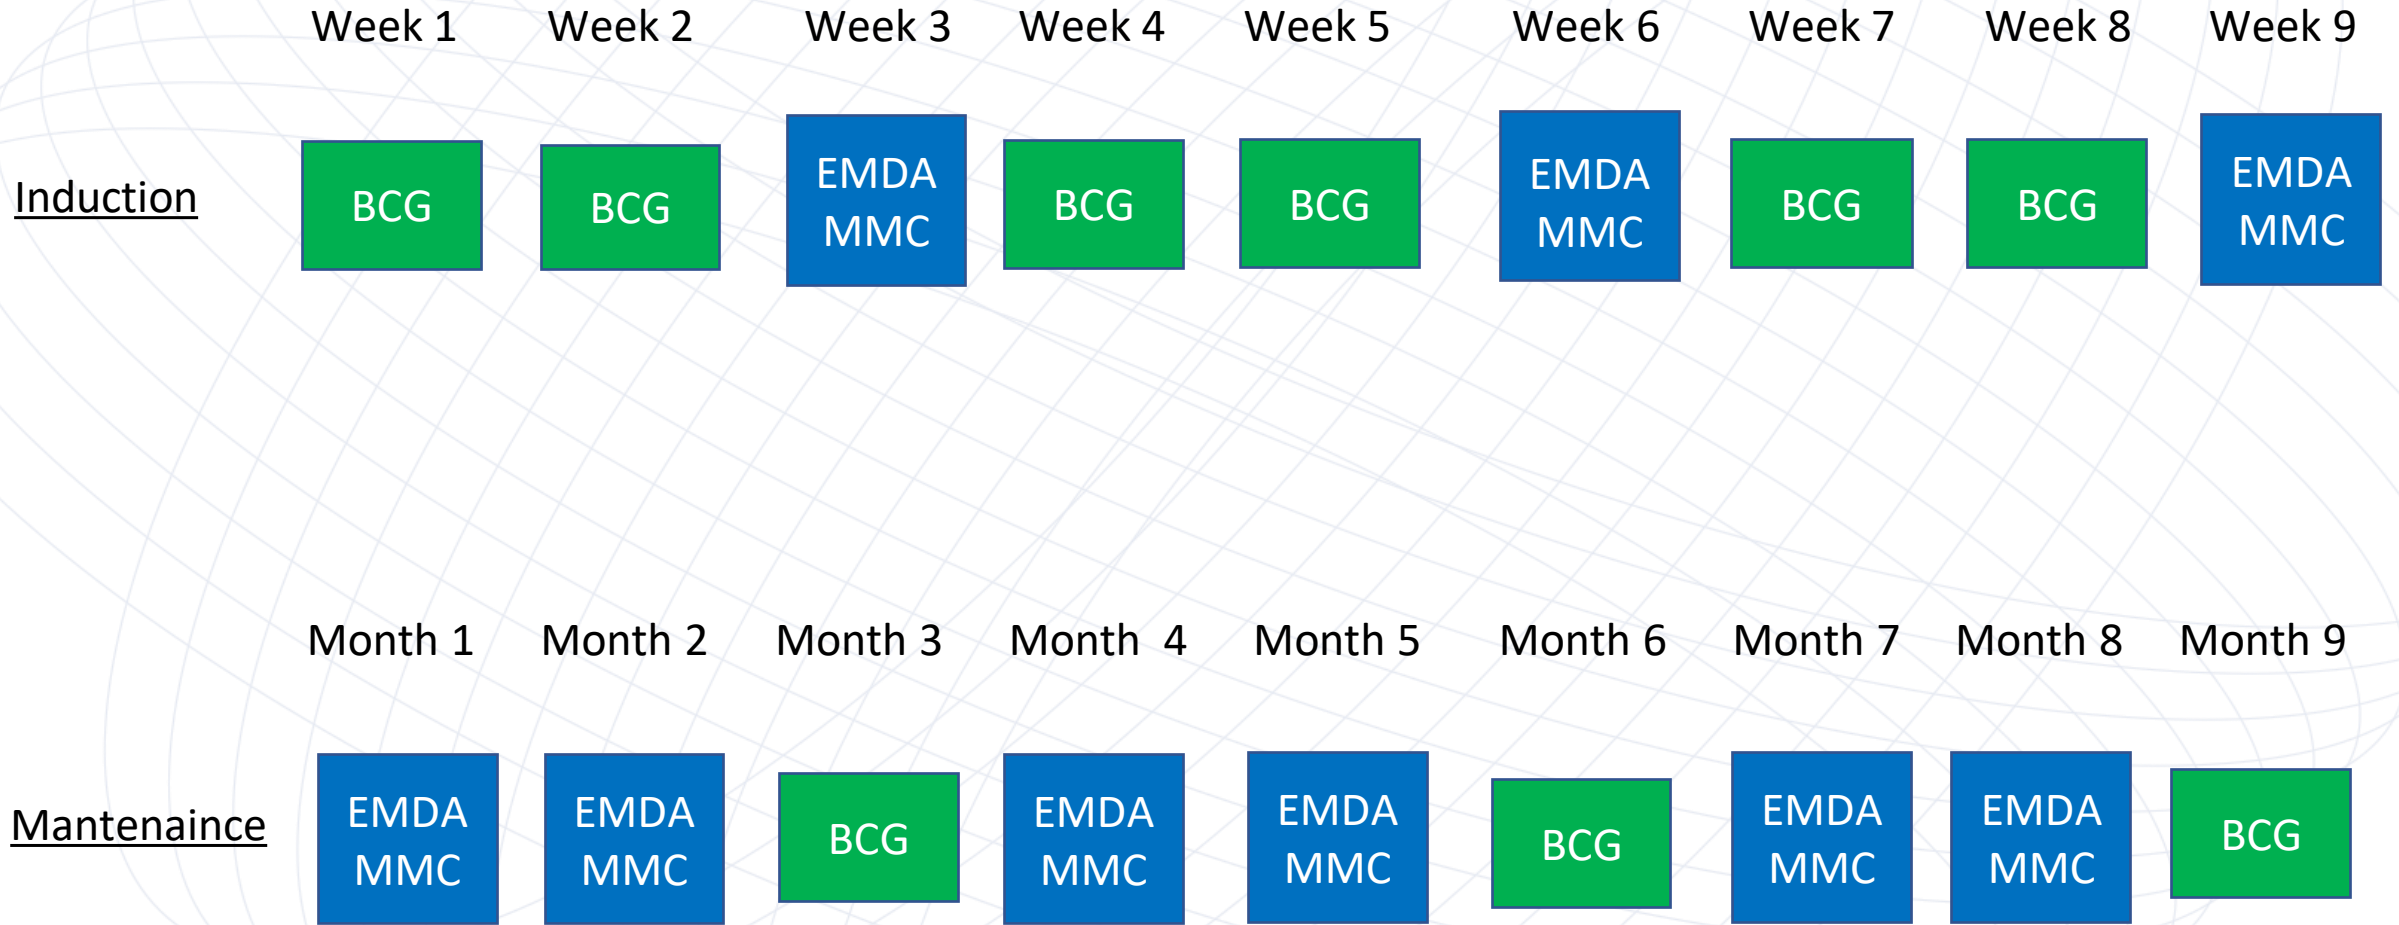 Week 1 Week 2 Week 3 Week 4 Week 5 Week 6 Week 7 Week 8 Week 9
Induction
BCG
BCG
EMDA
MMC
BCG
BCG
EMDA
MMC
BCG
BCG
EMDA
MMC
Month 1 Month 2 Month 3 Month 4 Month 5 Month 6 Month 7 Month 8 Month 9
Mantenaince
EMDA
MMC
EMDA
MMC
BCG
EMDA
MMC
EMDA
MMC
BCG
EMDA
MMC
EMDA
MMC
BCG